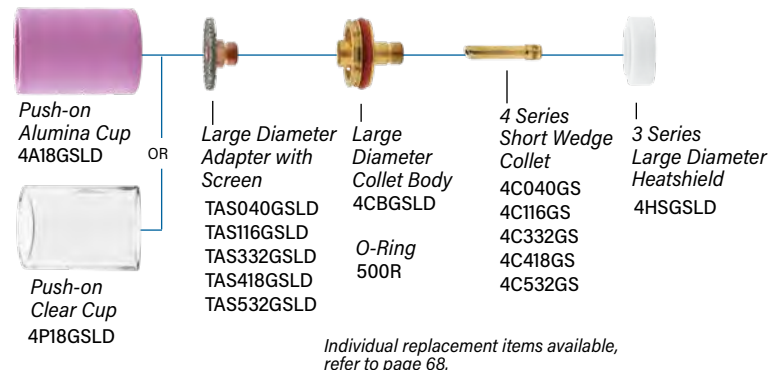 Push-on
Alumina Cup
4A18GSLD
OR
Push-on
Clear Cup
4P18GSLD
Large Diameter
Adapter with
Screen
TAS040GSLD
TAS116GSLD
TAS332GSLD
TAS418GSLD
TAS532GSLD
Large
Diameter
Collet Body
4CBGSLD
O-Ring
500R
4 Series
Short Wedge
Collet
4C040GS
4C116GS
4C332GS
4C418GS
4C532GS
3 Series
Large Diameter
Heatshield
4HSGSLD
Individual replacement items available,
refer to page 68.